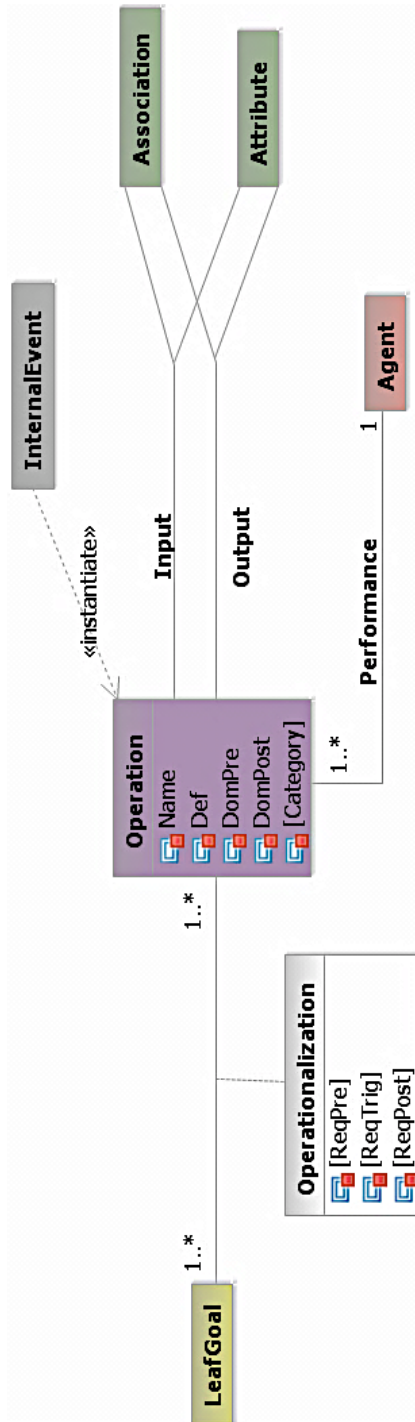 InternalEvent
«instantiate»
Association
Attribute
Input
Output
Operation
Name
Def
DomPre
DomPost
[Category]
1..*
1..*
LeafGoal
1..*
Performance
1
Agent
Operationalization
[ReqPre]
[ReqTrig]
[ReqPost]